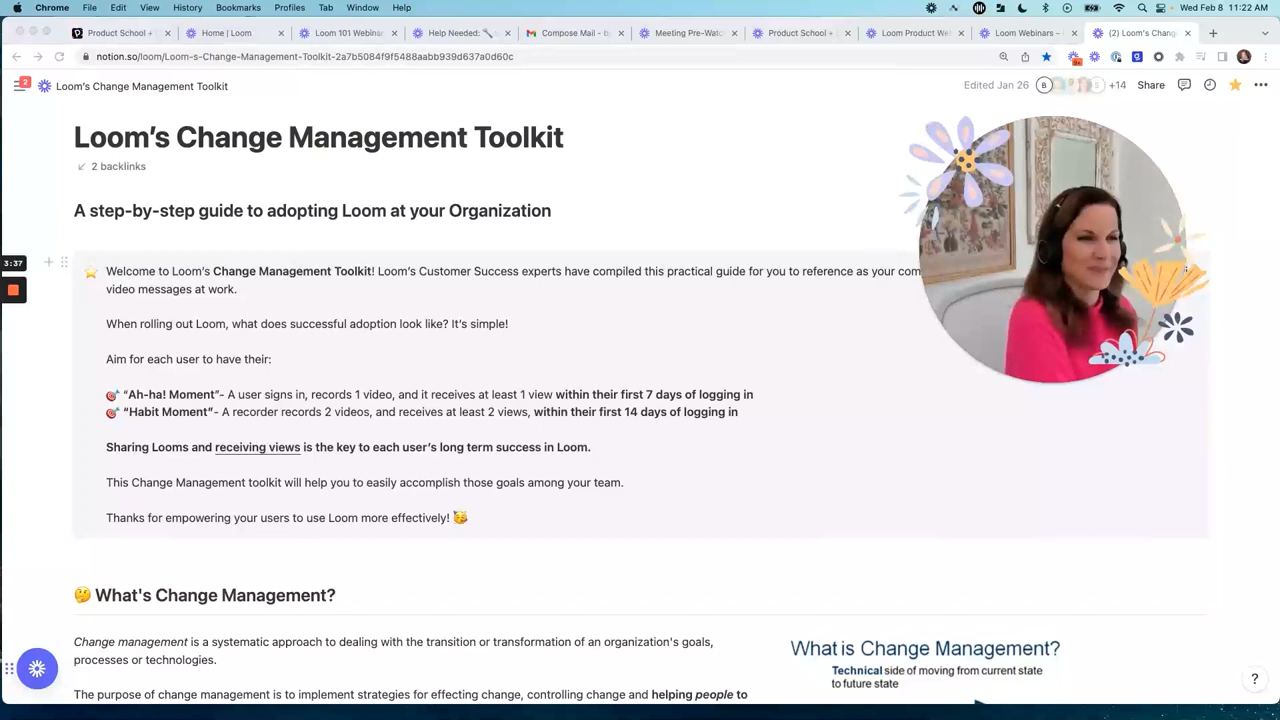 Chrome File Edit View History Bookmarks Profiles Tab Window Help Wed Feb 8 11:22 AM
Product School + Home | Loom Loom 101 Webinar Help Needed: Compose Mail - b Meeting Pre-Watc Product School + Loom Product We Loom Webinars – (2) Loom's Chang
notion.so/loom/Loom-s-Change-Management-Toolkit-2a7b5084f9f5488aabb939d637a0d60c
2 Loom's Change Management Toolkit Edited Jan 26 B S +14 Share
Loom's Change Management Toolkit
2 backlinks
A step-by-step guide to adopting Loom at your Organization
3:37
Welcome to Loom's Change Management Toolkit! Loom's Customer Success experts have compiled this practical guide for you to reference as your com
video messages at work.
When rolling out Loom, what does successful adoption look like? It's simple!
Aim for each user to have their:
"Ah-ha! Moment"- A user signs in, records 1 video, and it receives at least 1 view within their first 7 days of logging in
"Habit Moment"- A recorder records 2 videos, and receives at least 2 views, within their first 14 days of logging in
Sharing Looms and receiving views is the key to each user's long term success in Loom.
This Change Management toolkit will help you to easily accomplish those goals among your team.
Thanks for empowering your users to use Loom more effectively! 🥳
🤔 What's Change Management?
Change management is a systematic approach to dealing with the transition or transformation of an organization's goals,
processes or technologies.
The purpose of change management is to implement strategies for effecting change, controlling change and helping people to
What is Change Management?
Technical side of moving from current state
to future state
?